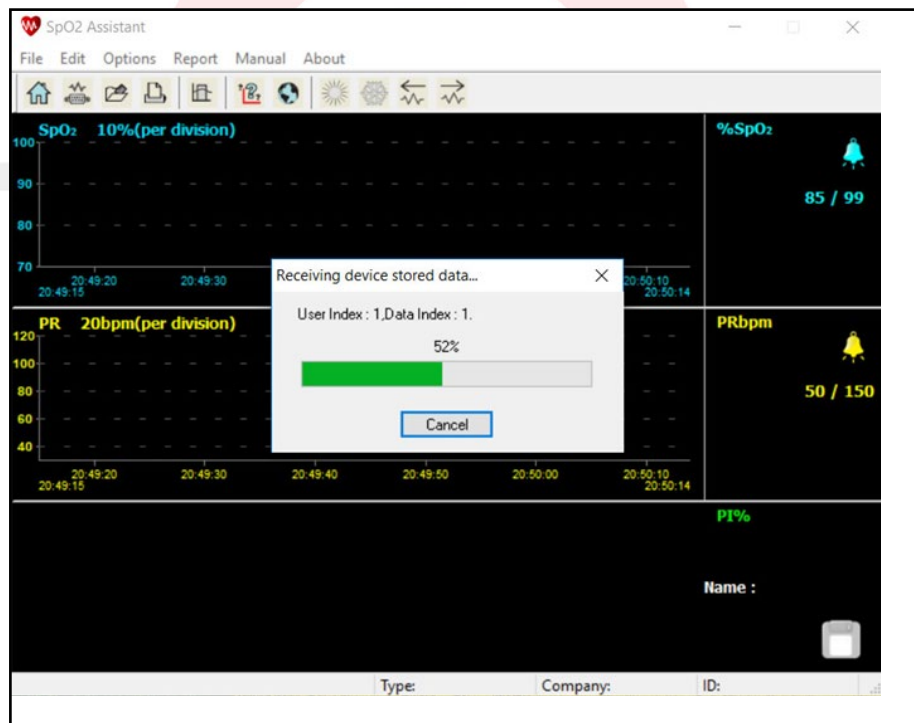 SpO2 Assistant
File Edit Options Report Manual About
SpO₂ 10%(per division)
100
90
80
70
20:49:15
20:49:20
20:49:30
20:50:10
20:50:14
%SpO₂
85 / 99
Receiving device stored data...
User Index : 1,Data Index : 1.
52%
Cancel
PR 20bpm(per division)
120
100
80
60
40
20:49:15
20:49:20
20:49:30
20:49:40
20:49:50
20:50:00
20:50:10
20:50:14
PRbpm
50 / 150
PI%
Name :
Type: Company: ID: